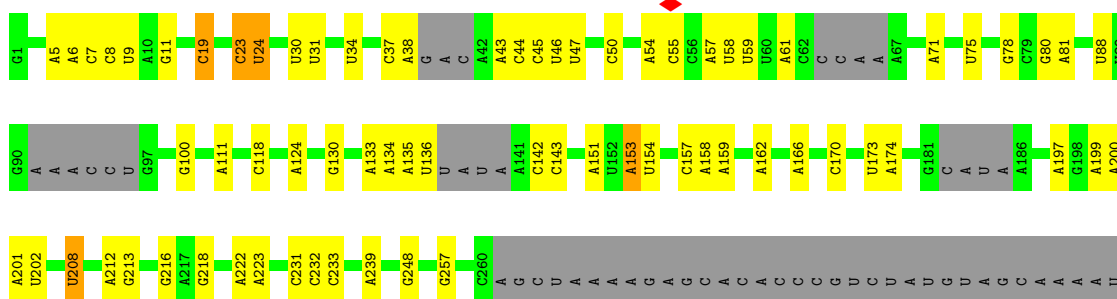 G1 A5 A6 C7 C8 U9 A10 G11 C19 C23 U24 U30 U31 U34 C37 A38 G A C A42 A43 C44 C45 U46 U47 C50 A54 C55 C56 A57 U58 U59 U60 A61 C62 C C A A A67 A71 U75 G78 C79 G80 A81 U88
G90 A A A C C U G97 G100 A111 C118 A124 G130 A133 A134 A135 U136 U A U A A141 C142 C143 A151 U152 A153 U154 C157 A158 A159 A162 A166 C170 U173 A174 G181 C A U A A186 A197 G198 A199 A200
A201 U202 U208 A212 G213 G216 A217 G218 A222 A223 C231 C232 C233 A239 G248 G257 C260 A G C U A A A A G A G C A C C C G U C U A U G U A G C A A A A U